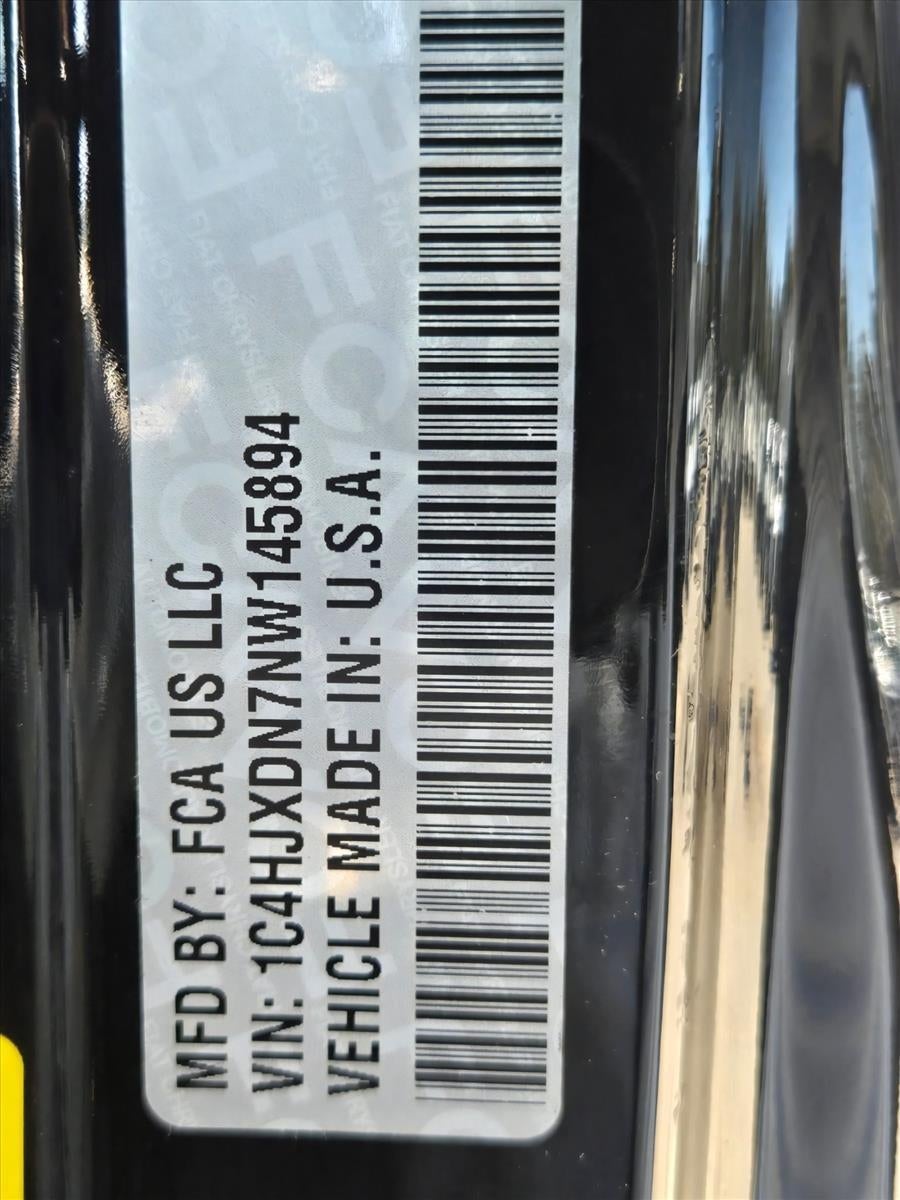 MFD BY: FCA US LLC
VIN: 1C4HJXDN7NW145894
VEHICLE MADE IN: U.S.A.